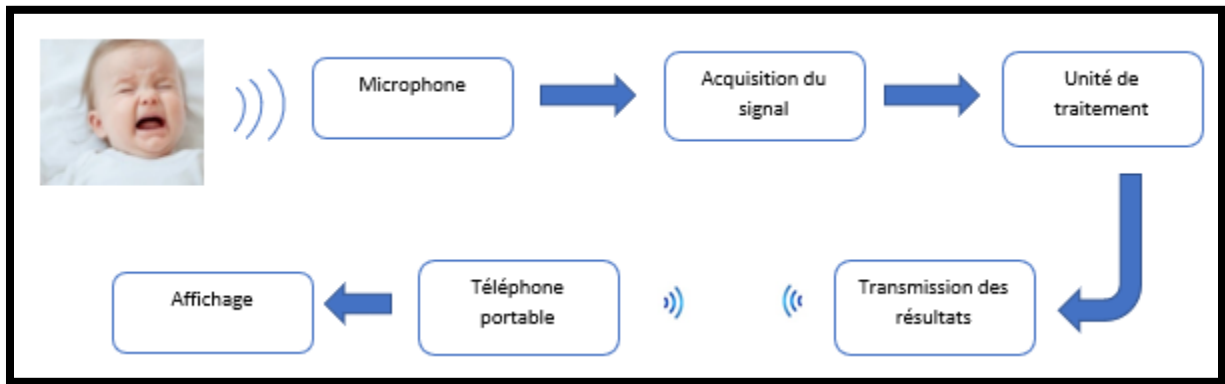 Microphone
Acquisition du
signal
Unité de
traitement
Transmission des
résultats
Téléphone
portable
Affichage